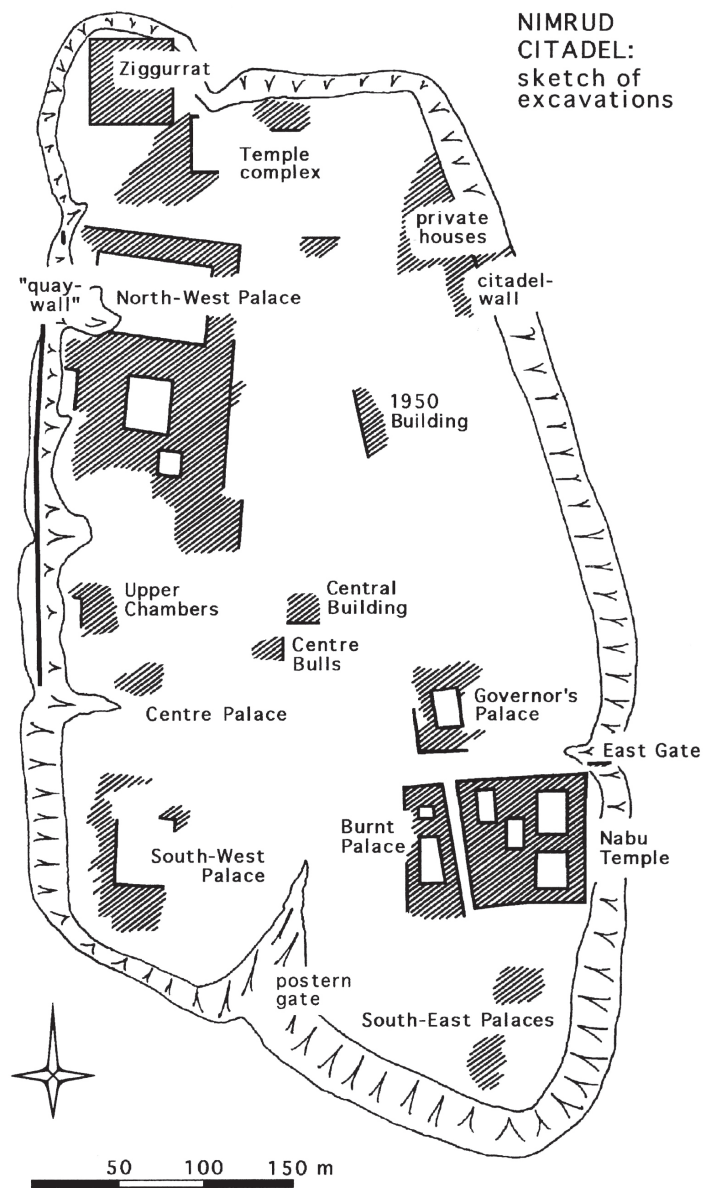 NIMRUD
CITADEL:
sketch of
excavations
Ziggurrat
Temple
complex
private
houses
"quay-
wall"
North-West Palace
citadel-
wall
1950
Building
Upper
Chambers
Central
Building
Centre
Bulls
Centre Palace
Governor's
Palace
East Gate
Burnt
Palace
South-West
Palace
Nabu
Temple
postern
gate
South-East Palaces
50 100 150 m